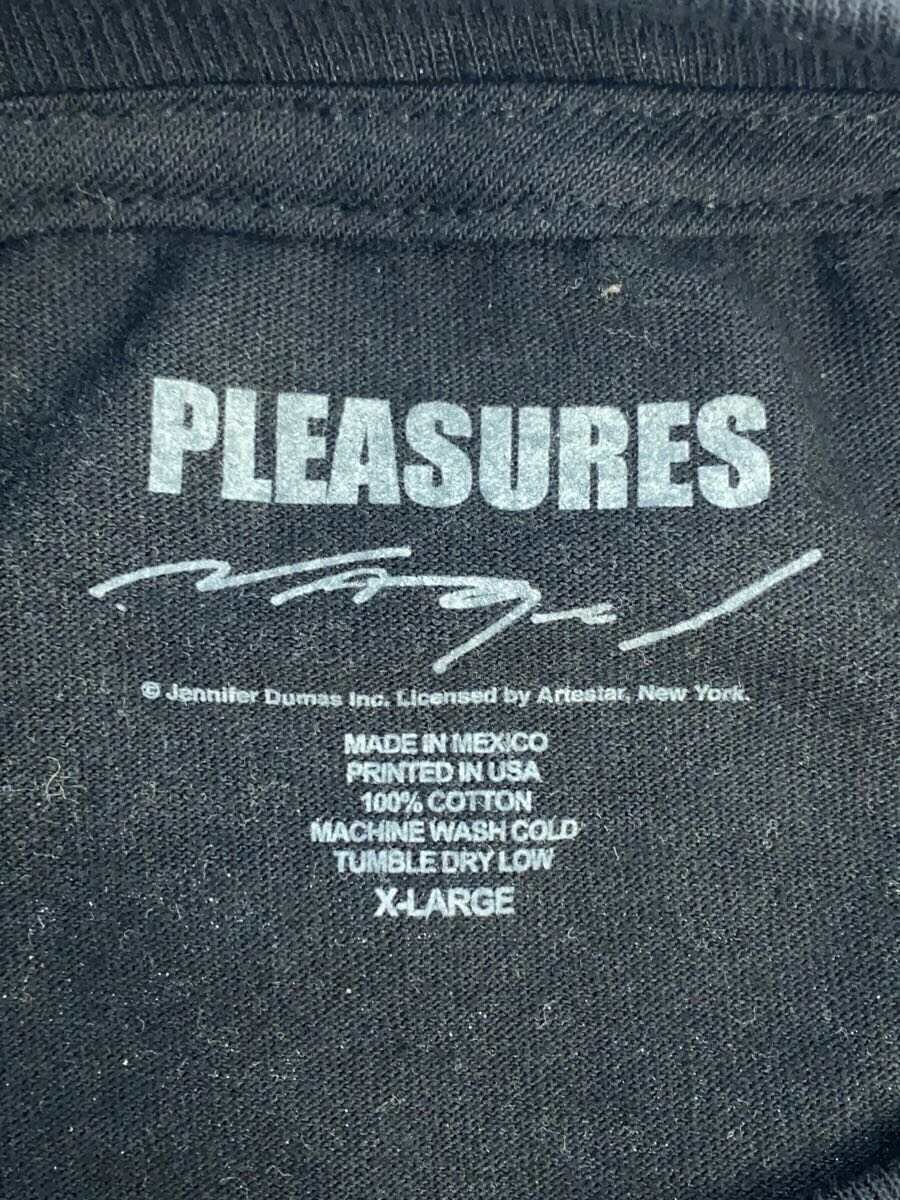 PLEASURES
Nagel
© Jennifer Dumas Inc. Licensed by Artestar, New York.
MADE IN MEXICO
PRINTED IN USA
100% COTTON
MACHINE WASH COLD
TUMBLE DRY LOW
X-LARGE